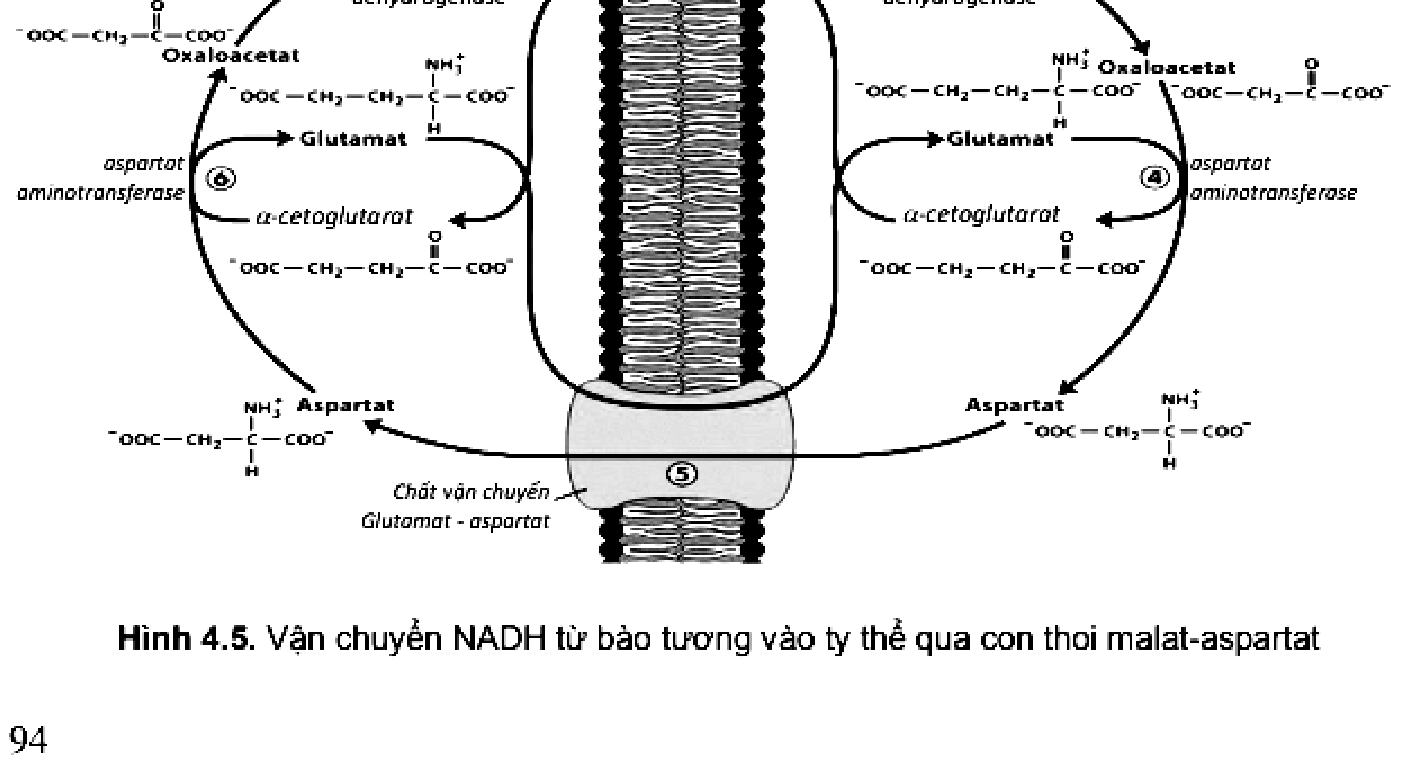 dehydrogenase
dehydrogenase
O
⁻OOC — CH₂ — C — COO⁻
Oxaloacetat
NH₃⁺
⁻OOC — CH₂ — CH₂ — C — COO⁻
H
Glutamat
aspartat
aminotransferase
6
α-cetoglutarat
O
⁻OOC — CH₂ — CH₂ — C — COO⁻
NH₃⁺ Aspartat
⁻OOC — CH₂ — C — COO⁻
H
NH₃⁺ Oxaloacetat
O
⁻OOC — CH₂ — CH₂ — C — COO⁻
⁻OOC — CH₂ — C — COO⁻
H
Glutamat
4
aspartat
aminotransferase
α-cetoglutarat
O
⁻OOC — CH₂ — CH₂ — C — COO⁻
Aspartat
NH₃⁺
⁻OOC — CH₂ — C — COO⁻
H
5
Chất vận chuyển
Glutamat - aspartat
Hình 4.5. Vận chuyển NADH từ bào tương vào ty thể qua con thoi malat-aspartat
94